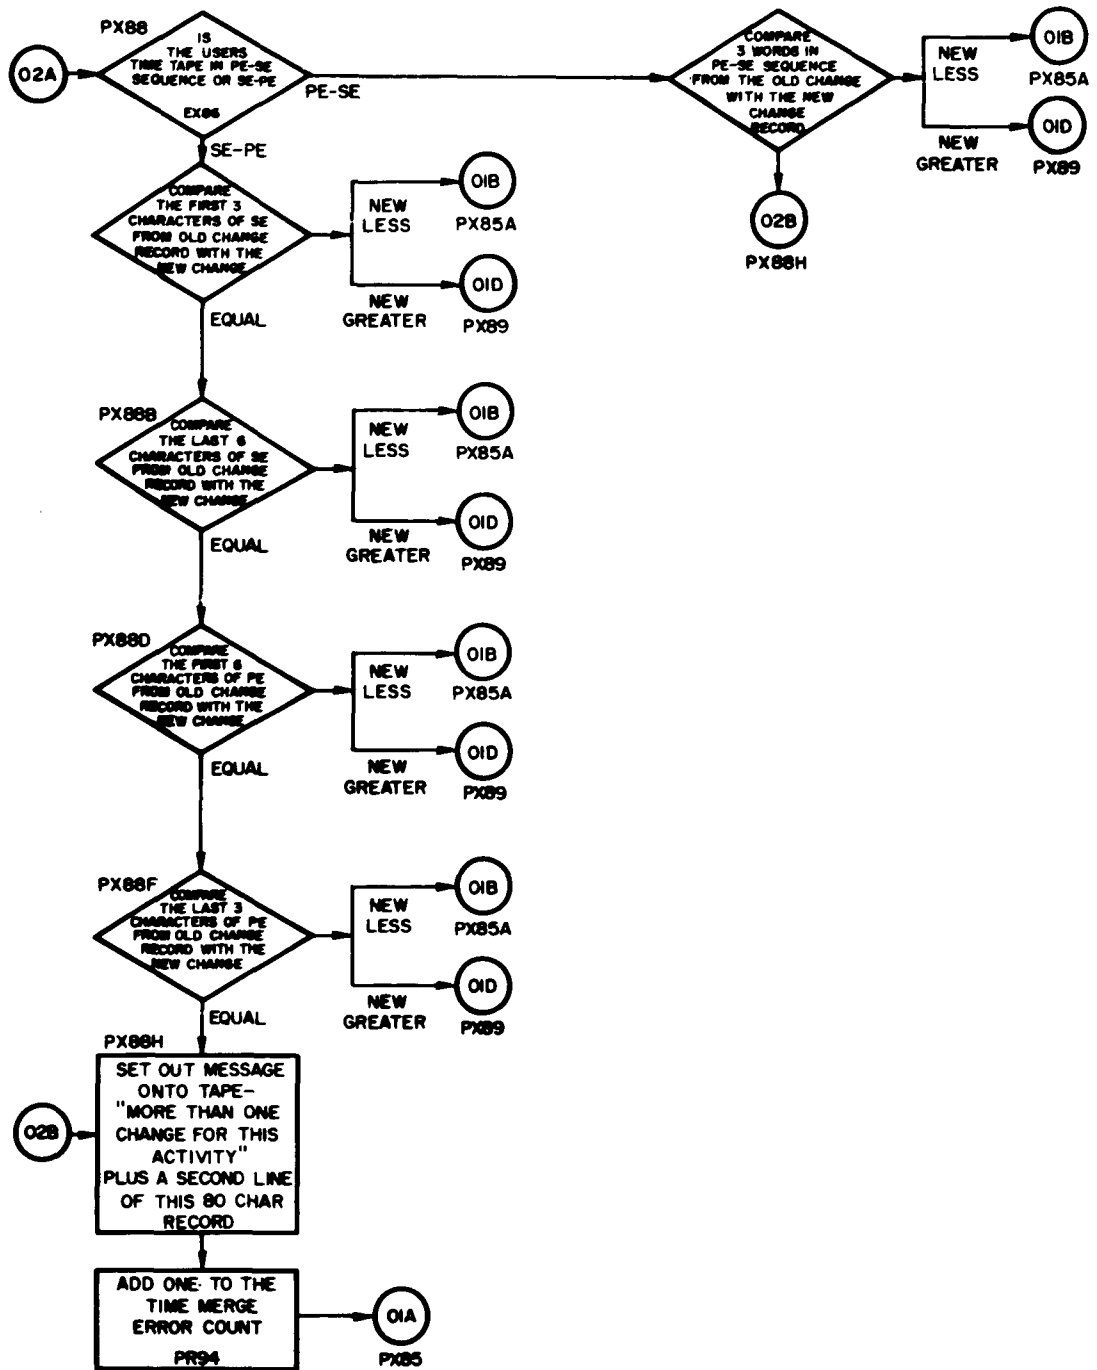 PX88
IS
THE USERS
TIME TAPE IN PE-SE
SEQUENCE OR SE-PE
EX86
02A
PE-SE
SE-PE
COMPARE
3 WORDS IN
PE-SE SEQUENCE
FROM THE OLD CHANGE
WITH THE NEW
CHANGE
RECORD
NEW
LESS
01B
PX85A
01D
NEW
GREATER
PX89
02B
PX88H
COMPARE
THE FIRST 3
CHARACTERS OF SE
FROM OLD CHANGE
RECORD WITH THE
NEW CHANGE
NEW
LESS
01B
PX85A
01D
NEW
GREATER
PX89
EQUAL
PX88B
COMPARE
THE LAST 6
CHARACTERS OF SE
FROM OLD CHANGE
RECORD WITH THE
NEW CHANGE
NEW
LESS
01B
PX85A
01D
NEW
GREATER
PX89
EQUAL
PX88D
COMPARE
THE FIRST 6
CHARACTERS OF PE
FROM OLD CHANGE
RECORD WITH THE
NEW CHANGE
NEW
LESS
01B
PX85A
01D
NEW
GREATER
PX89
EQUAL
PX88F
COMPARE
THE LAST 3
CHARACTERS OF PE
FROM OLD CHANGE
RECORD WITH THE
NEW CHANGE
NEW
LESS
01B
PX85A
01D
NEW
GREATER
PX89
EQUAL
PX88H
02B
SET OUT MESSAGE
ONTO TAPE-
"MORE THAN ONE
CHANGE FOR THIS
ACTIVITY"
PLUS A SECOND LINE
OF THIS 80 CHAR
RECORD
ADD ONE TO THE
TIME MERGE
ERROR COUNT
PR94
01A
PX85